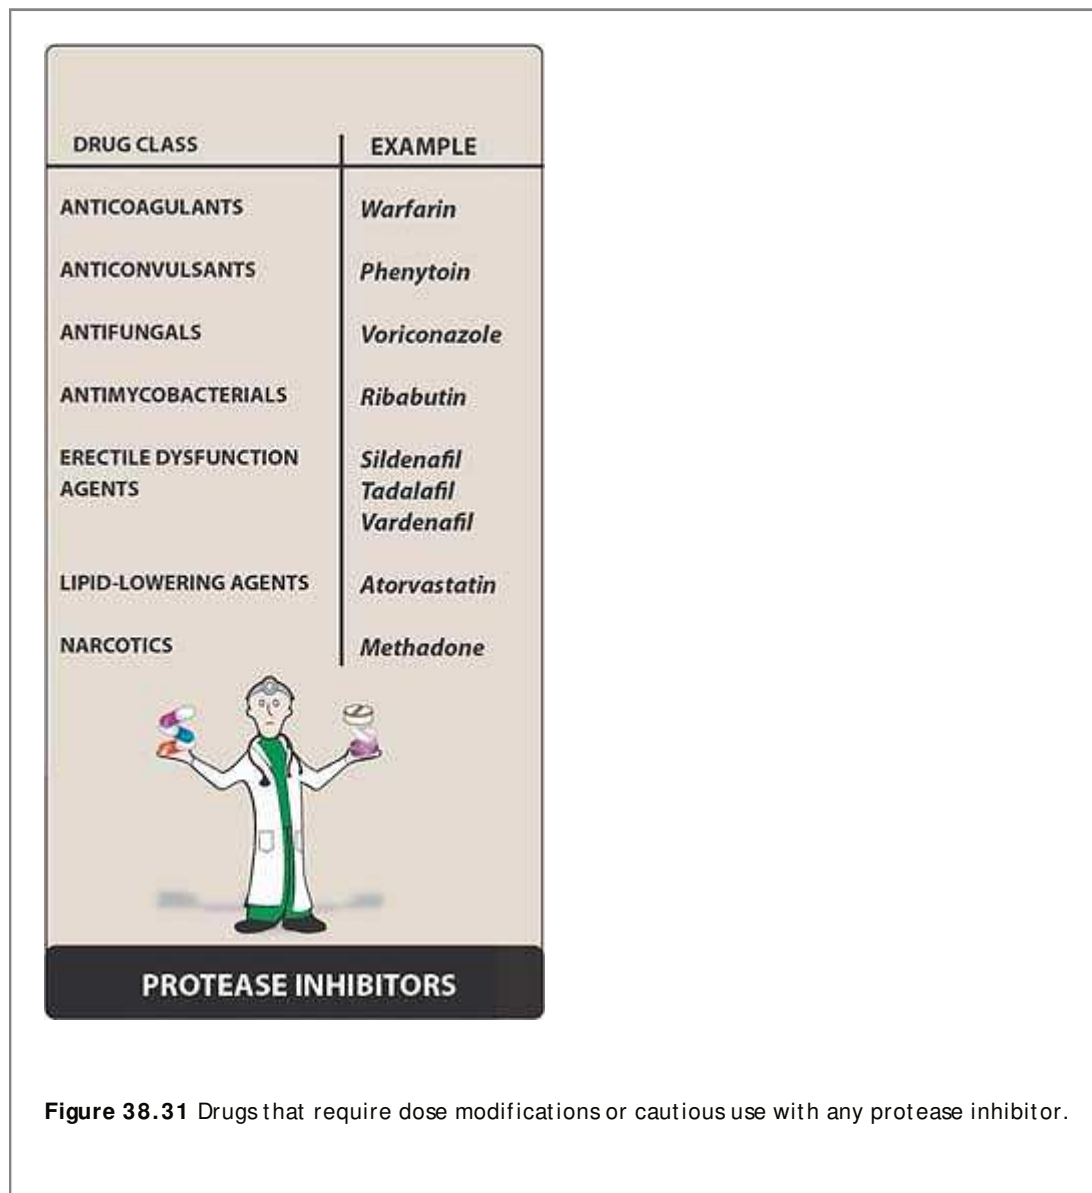 DRUG CLASS EXAMPLE
ANTICOAGULANTS Warfarin
ANTICONVULSANTS Phenytoin
ANTIFUNGALS Voriconazole
ANTIMYCOBACTERIALS Ribabutin
ERECTILE DYSFUNCTION Sildenafil
AGENTS Tadalafil
Vardenafil
LIPID-LOWERING AGENTS Atorvastatin
NARCOTICS Methadone
PROTEASE INHIBITORS
Figure 38.31 Drugs that require dose modifications or cautious use with any protease inhibitor.